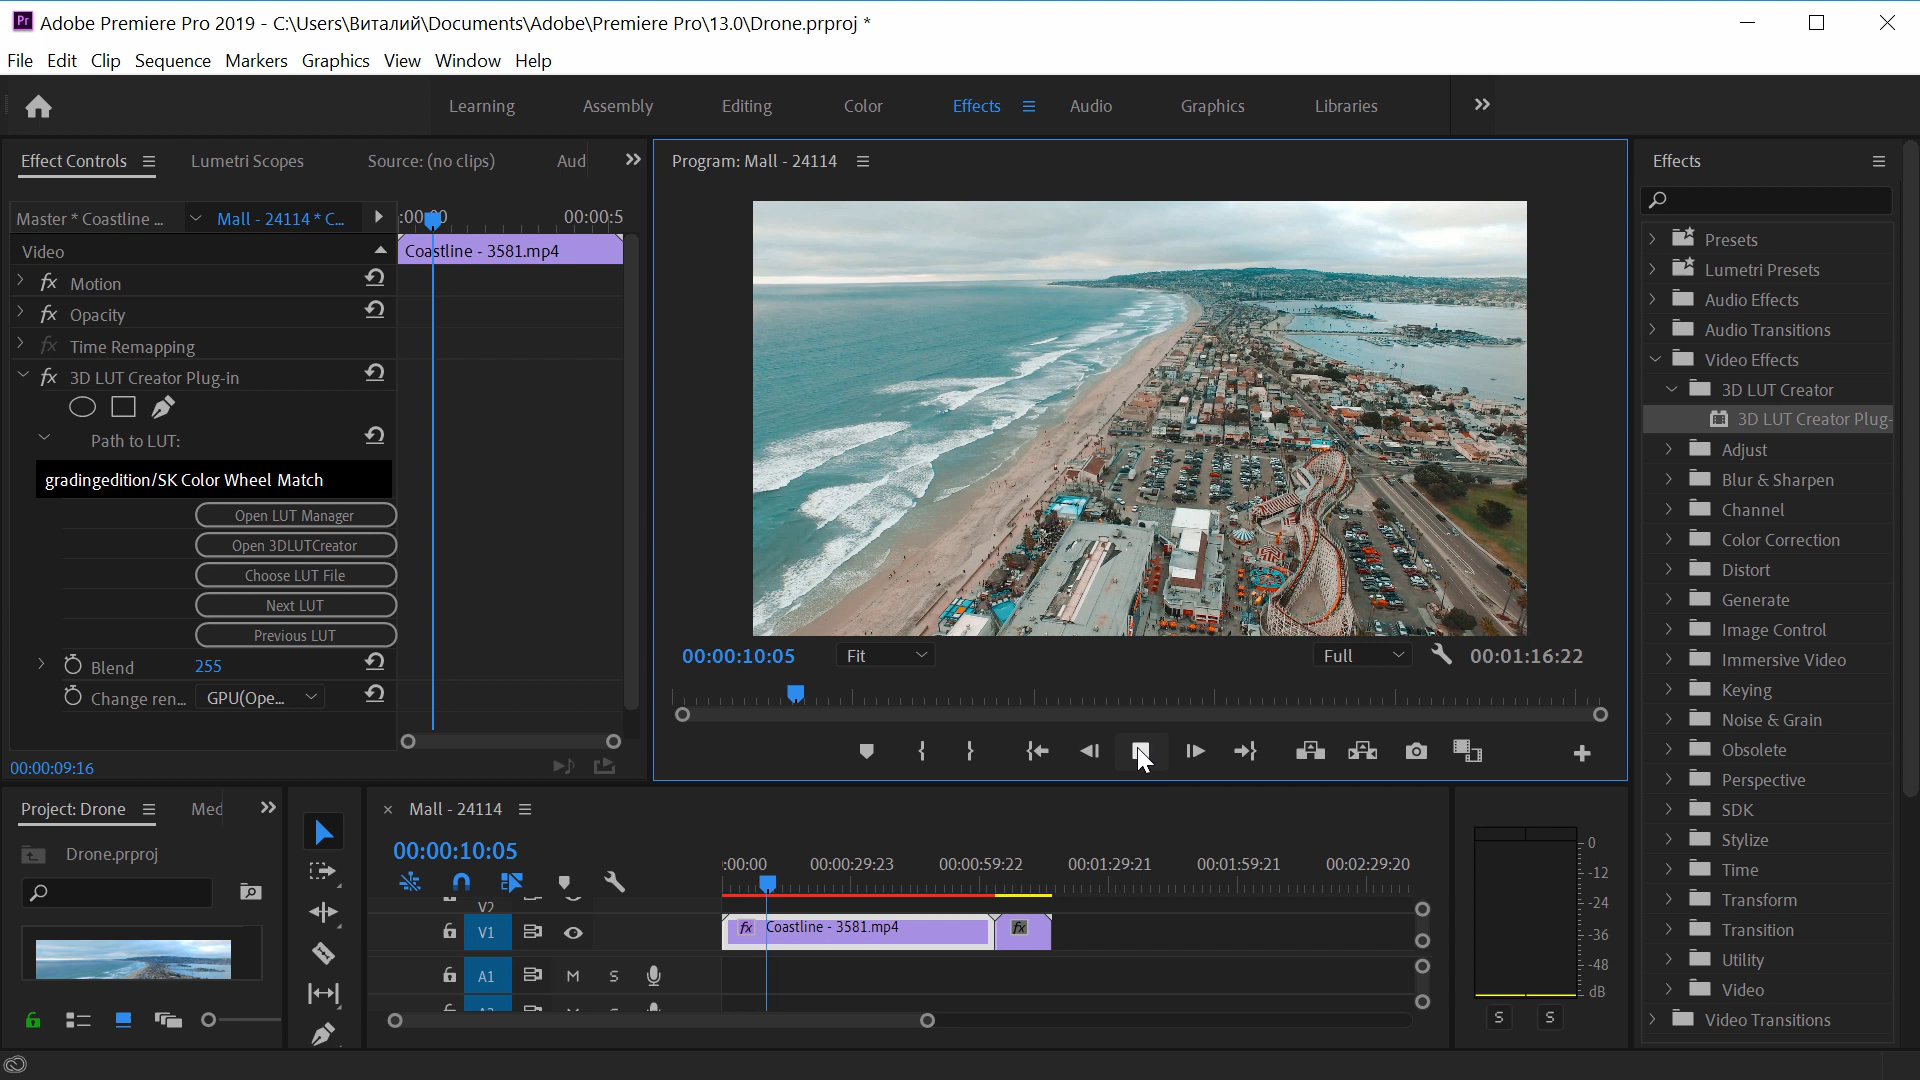 Pr Adobe Premiere Pro 2019 - C:\Users\Виталий\Documents\Adobe\Premiere Pro\13.0\Drone.prproj *
File Edit Clip Sequence Markers Graphics View Window Help
Learning Assembly Editing Color Effects Audio Graphics Libraries
Effect Controls Lumetri Scopes Source: (no clips) Aud
Master * Coastline ... Mall - 24114 * C... :00:00 00:00:5
Video Coastline - 3581.mp4
fx Motion
fx Opacity
fx Time Remapping
fx 3D LUT Creator Plug-in
Path to LUT:
gradingedition/SK Color Wheel Match
Open LUT Manager
Open 3DLUTCreator
Choose LUT File
Next LUT
Previous LUT
Blend 255
Change ren... GPU(Ope...
00:00:09:16
Program: Mall - 24114
00:00:10:05 Fit Full 00:01:16:22
Effects
Presets
Lumetri Presets
Audio Effects
Audio Transitions
Video Effects
3D LUT Creator
3D LUT Creator Plug-
Adjust
Blur & Sharpen
Channel
Color Correction
Distort
Generate
Image Control
Immersive Video
Keying
Noise & Grain
Obsolete
Perspective
SDK
Stylize
Time
Transform
Transition
Utility
Video
Video Transitions
Project: Drone Med
Drone.prproj
× Mall - 24114
00:00:10:05
:00:00 00:00:29:23 00:00:59:22 00:01:29:21 00:01:59:21 00:02:29:20
V2
V1 fx Coastline - 3581.mp4 fx
A1 M S
0
-12
-24
-36
-48
dB
S S